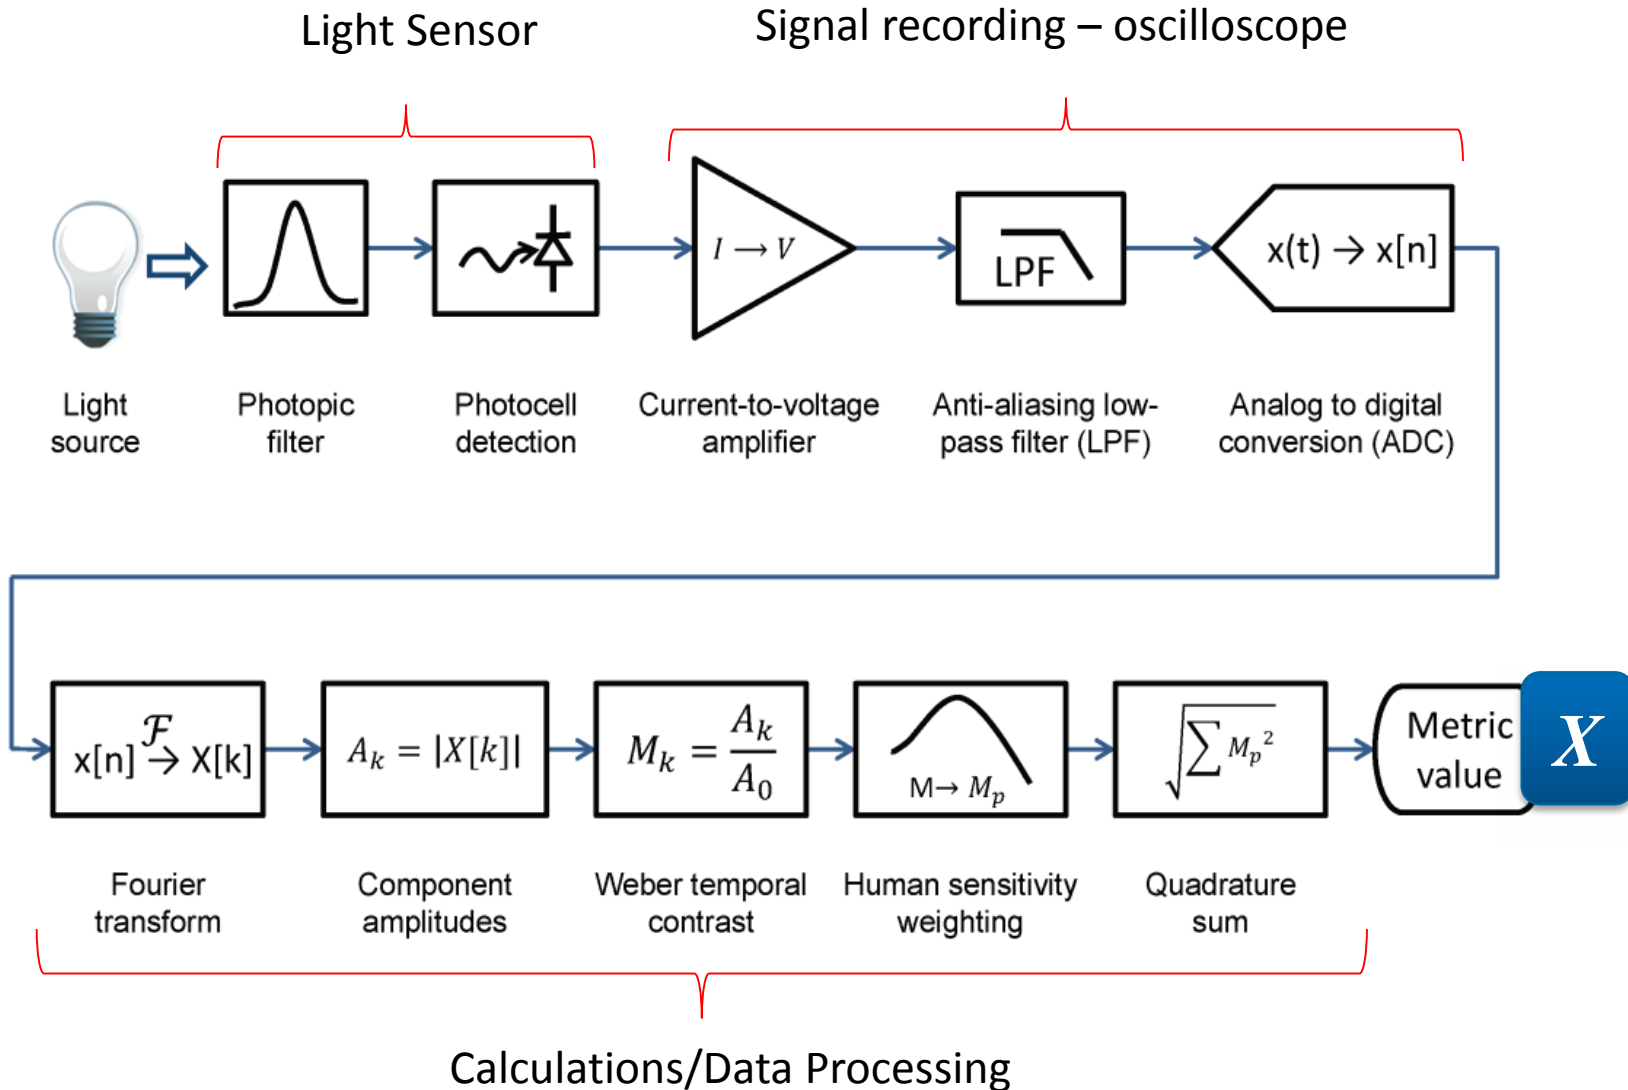 Light Sensor
Signal recording – oscilloscope
I → V
LPF
x(t) → x[n]
Light
source
Photopic
filter
Photocell
detection
Current-to-voltage
amplifier
Anti-aliasing low-
pass filter (LPF)
Analog to digital
conversion (ADC)
ℱ
x[n] → X[k]
A_k = |X[k]|
M_k = A_k / A_0
M → M_p
√∑ M_p²
Metric
value
X
Fourier
transform
Component
amplitudes
Weber temporal
contrast
Human sensitivity
weighting
Quadrature
sum
Calculations/Data Processing